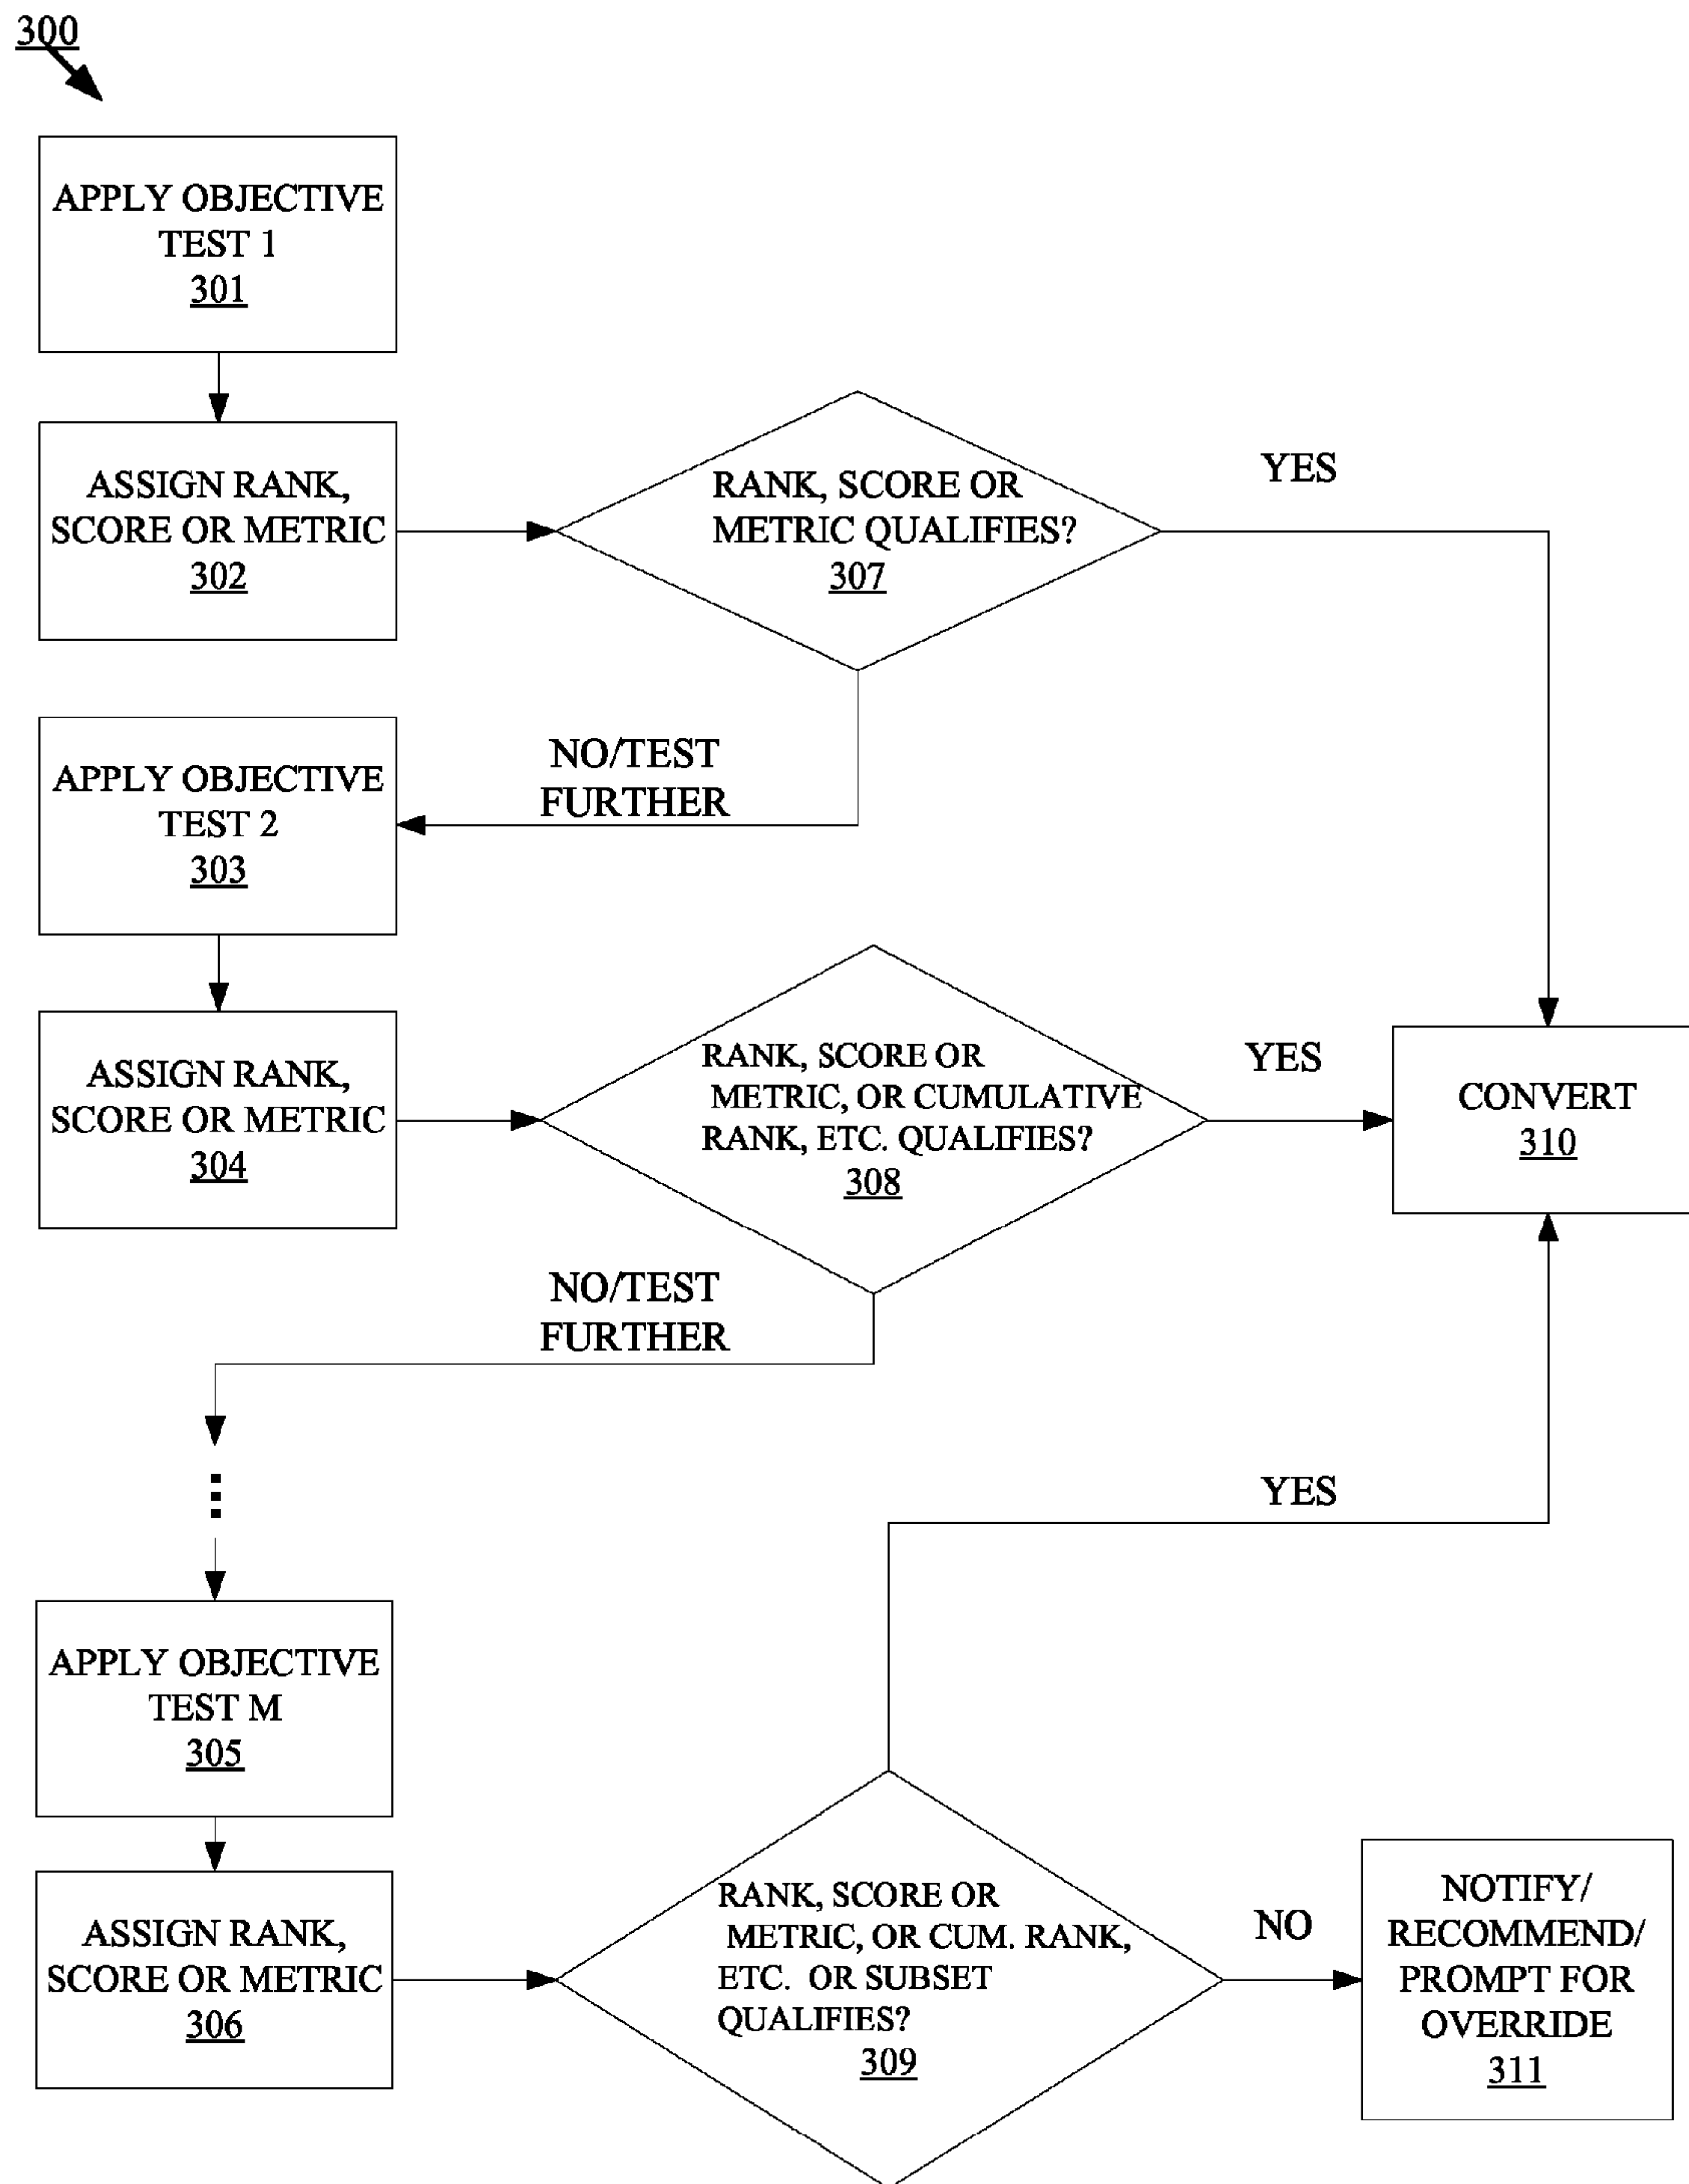 300
APPLY OBJECTIVE
TEST 1
301
ASSIGN RANK,
SCORE OR METRIC
302
RANK, SCORE OR
METRIC QUALIFIES?
307
YES
NO/TEST
FURTHER
APPLY OBJECTIVE
TEST 2
303
ASSIGN RANK,
SCORE OR METRIC
304
RANK, SCORE OR
METRIC, OR CUMULATIVE
RANK, ETC. QUALIFIES?
308
YES
CONVERT
310
NO/TEST
FURTHER
YES
APPLY OBJECTIVE
TEST M
305
ASSIGN RANK,
SCORE OR METRIC
306
RANK, SCORE OR
METRIC, OR CUM. RANK,
ETC. OR SUBSET
QUALIFIES?
309
NO
NOTIFY/
RECOMMEND/
PROMPT FOR
OVERRIDE
311